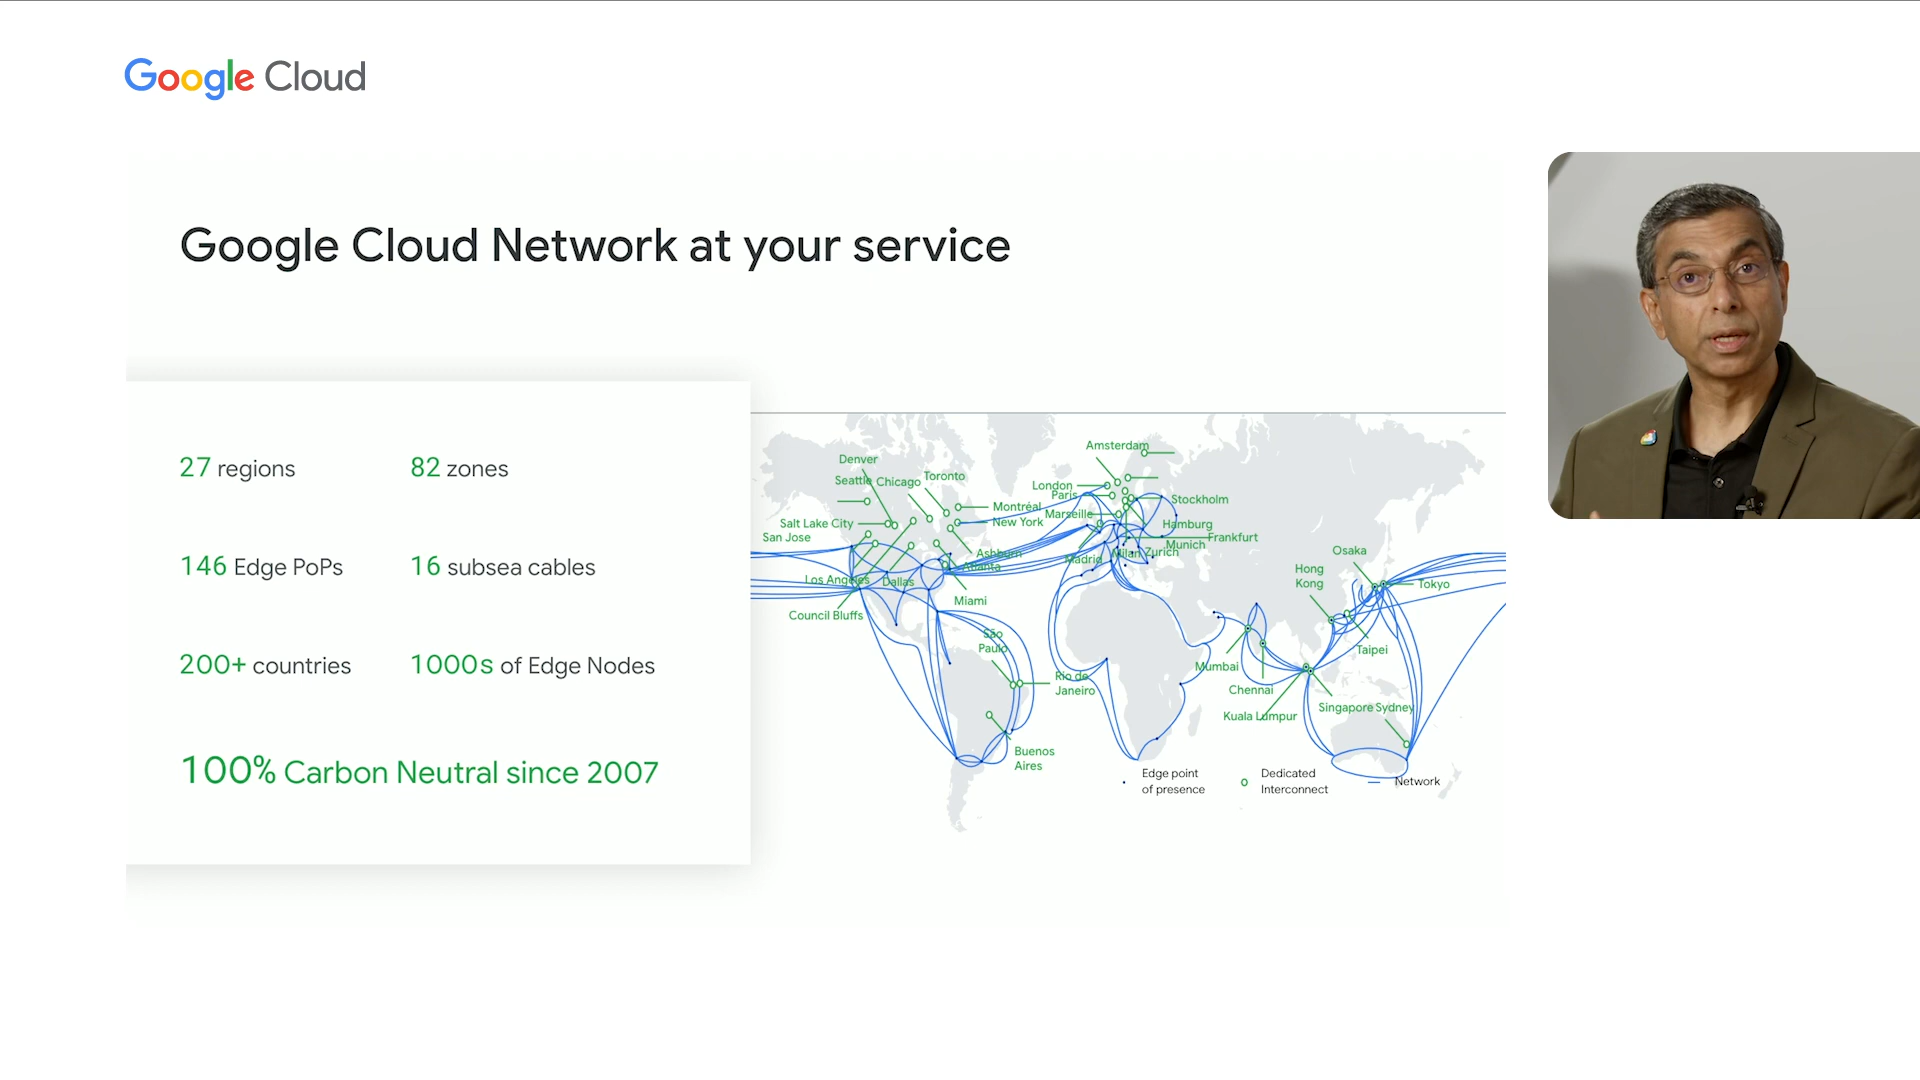 Google Cloud
Google Cloud Network at your service
27 regions
82 zones
146 Edge PoPs
16 subsea cables
200+ countries
1000s of Edge Nodes
100% Carbon Neutral since 2007
Denver
Seattle
Chicago
Toronto
Montréal
New York
Salt Lake City
San Jose
Ashburn
Atlanta
Los Angeles
Dallas
Miami
Council Bluffs
São
Paulo
Rio de
Janeiro
Buenos
Aires
Amsterdam
London
Paris
Marseille
Stockholm
Hamburg
Frankfurt
Munich
Zurich
Milan
Madrid
Osaka
Hong
Kong
Tokyo
Taipei
Mumbai
Chennai
Kuala Lumpur
Singapore
Sydney
Edge point
of presence
Dedicated
Interconnect
Network